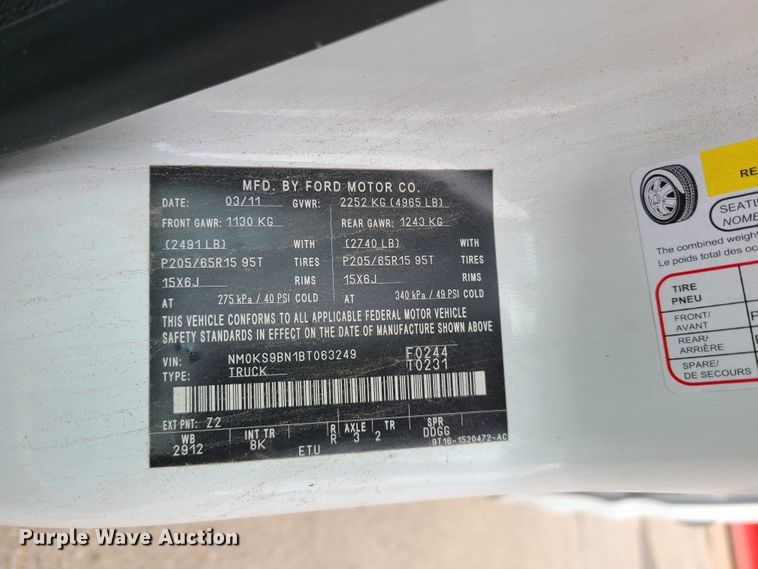 MFD. BY FORD MOTOR CO.
DATE: 03/11 GVWR: 2252 KG (4965 LB)
FRONT GAWR: 1130 KG REAR GAWR: 1243 KG
(2491 LB) WITH (2740 LB) WITH
P205/65R15 95T TIRES P205/65R15 95T TIRES
15X6J RIMS 15X6J RIMS
AT 275 kPa / 40 PSI COLD AT 340 kPa / 49 PSI COLD
THIS VEHICLE CONFORMS TO ALL APPLICABLE FEDERAL MOTOR VEHICLE
SAFETY STANDARDS IN EFFECT ON THE DATE OF MANUFACTURE SHOWN ABOVE
VIN: NM0KS9BN1BT063249 F0244
TYPE: TRUCK T0231
EXT PNT: Z2
WB INT TR R AXLE TR SPR
2912 8K R 3 2 DDGG
ETU 9T16-1520472-AC
RE
SEATI
NOMB
The combined weight
Le poids total des occ
TIRE
PNEU
FRONT/
AVANT
REAR/
ARRIÈRE
SPARE/
DE SECOURS
Purple Wave Auction